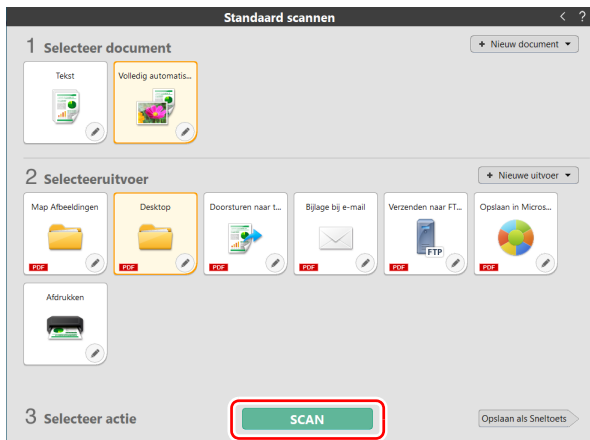 Standaard scannen < ?
1 Selecteer document + Nieuw document
Tekst Volledig automatis...
2 Selecteeruitvoer + Nieuwe uitvoer
Map Afbeeldingen Desktop Doorsturen naar t... Bijlage bij e-mail Verzenden naar FT... Opslaan in Micros...
FTP
PDF PDF PDF PDF PDF PDF
Afdrukken
3 Selecteer actie SCAN Opslaan als Sneltoets